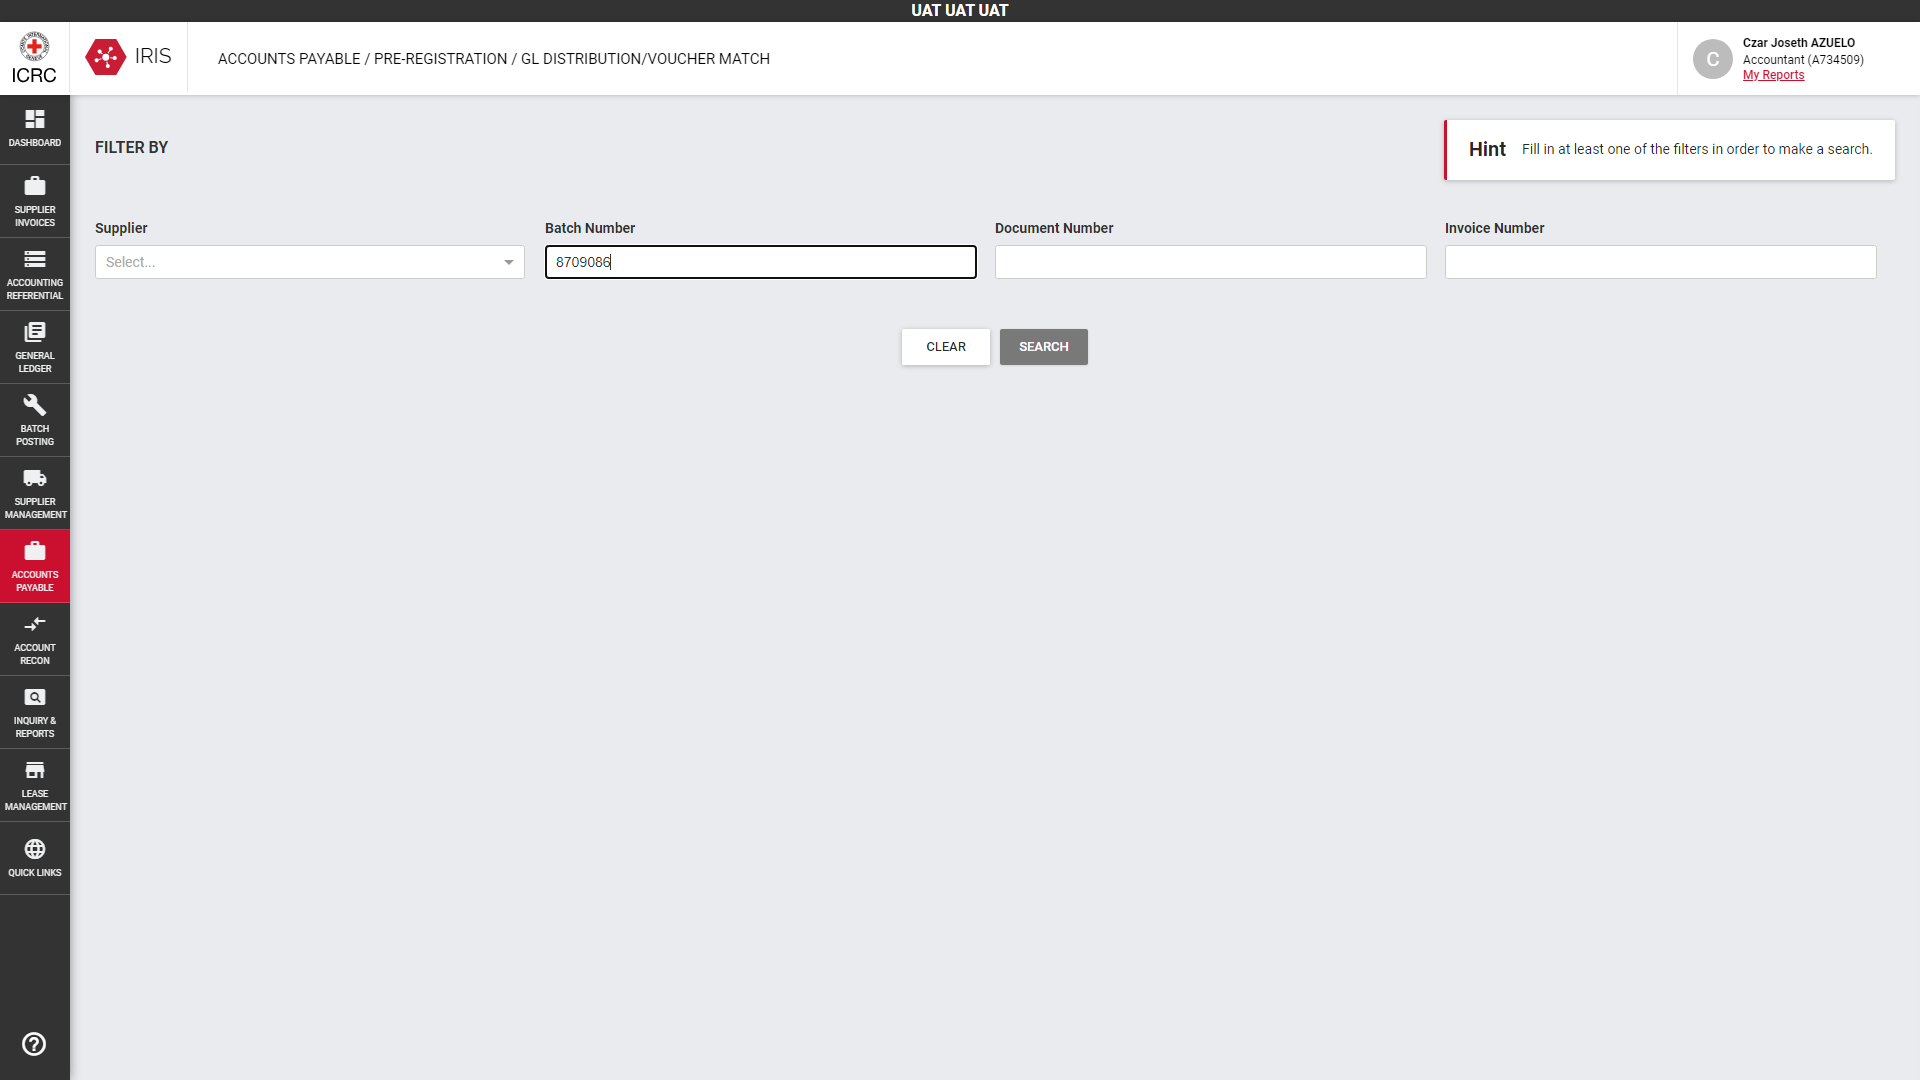 UAT UAT UAT
ICRC
IRIS
ACCOUNTS PAYABLE / PRE-REGISTRATION / GL DISTRIBUTION/VOUCHER MATCH
C
Czar Joseth AZUELO
Accountant (A734509)
My Reports
DASHBOARD
SUPPLIER
INVOICES
ACCOUNTING
REFERENTIAL
GENERAL
LEDGER
BATCH
POSTING
SUPPLIER
MANAGEMENT
ACCOUNTS
PAYABLE
ACCOUNT
RECON
INQUIRY &
REPORTS
LEASE
MANAGEMENT
QUICK LINKS
FILTER BY
Hint Fill in at least one of the filters in order to make a search.
Supplier
Batch Number
Document Number
Invoice Number
Select...
8709086
CLEAR
SEARCH